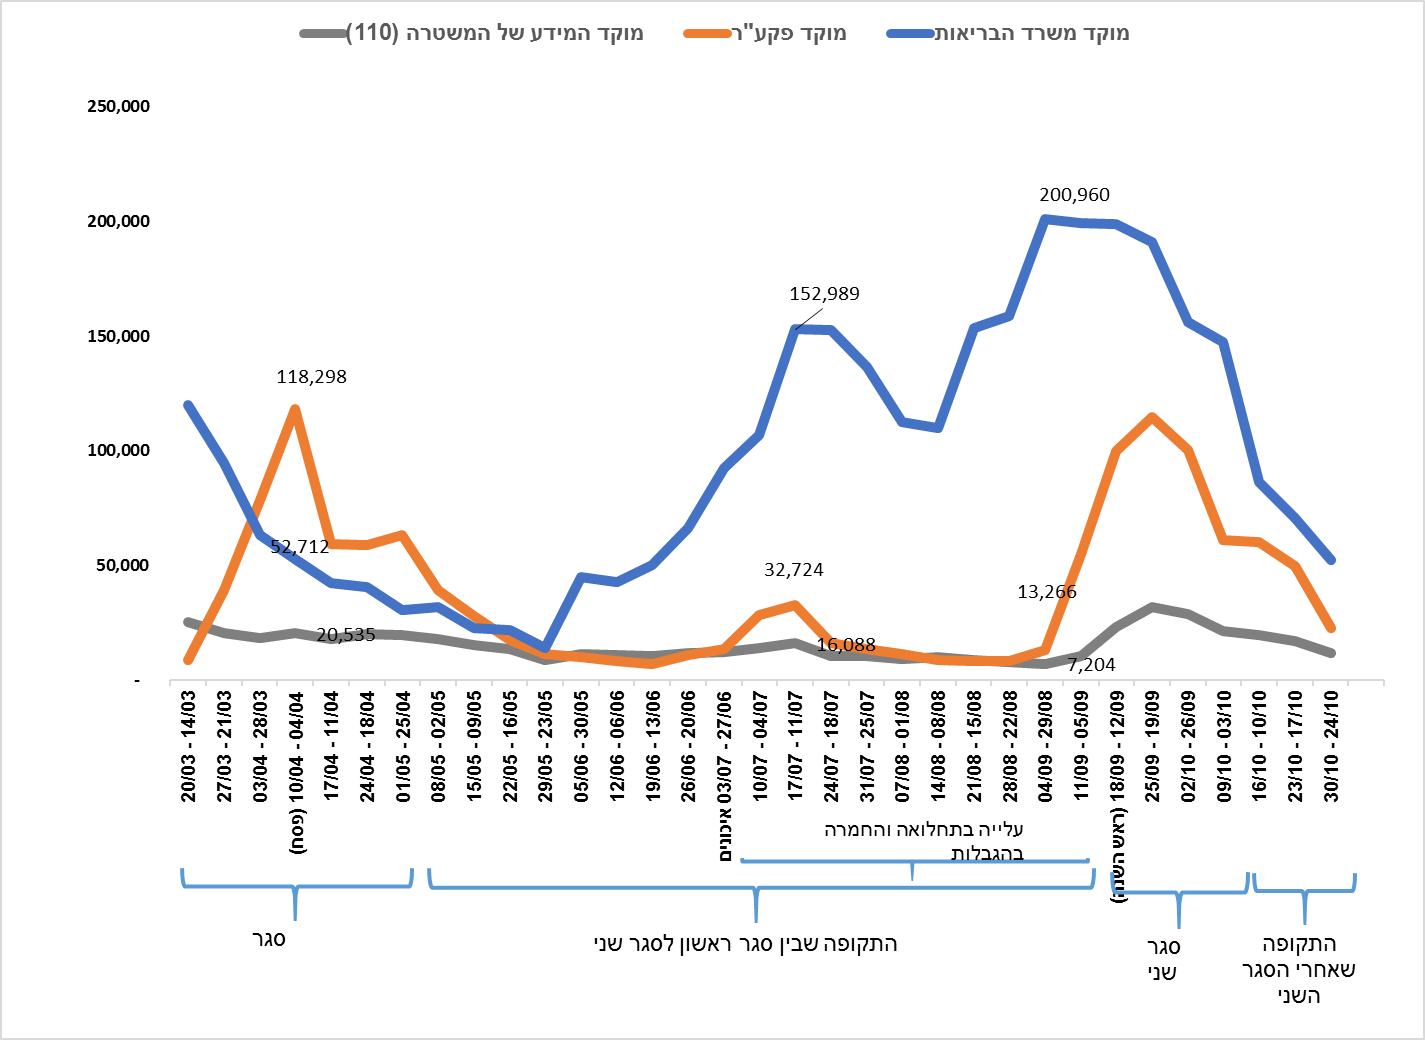 מוקד משרד הבריאות
מוקד פקע"ר
מוקד המידע של המשטרה (110)
250,000
200,000
150,000
100,000
50,000
-
118,298
52,712
20,535
152,989
32,724
16,088
200,960
13,266
7,204
14/03 - 20/03
21/03 - 27/03
28/03 - 03/04
04/04 - 10/04 (פסח)
11/04 - 17/04
18/04 - 24/04
25/04 - 01/05
02/05 - 08/05
09/05 - 15/05
16/05 - 22/05
23/05 - 29/05
30/05 - 05/06
06/06 - 12/06
13/06 - 19/06
20/06 - 26/06
27/06 - 03/07 איכונים
04/07 - 10/07
11/07 - 17/07
18/07 - 24/07
25/07 - 31/07
01/08 - 07/08
08/08 - 14/08
15/08 - 21/08
22/08 - 28/08
29/08 - 04/09
05/09 - 11/09
12/09 - 18/09 (ראש השנה)
19/09 - 25/09
26/09 - 02/10
03/10 - 09/10
10/10 - 16/10
17/10 - 23/10
24/10 - 30/10
עלייה בתחלואה והחמרה
בהגבלות
סגר
התקופה שבין סגר ראשון לסגר שני
סגר
שני
התקופה
שאחרי הסגר
השני